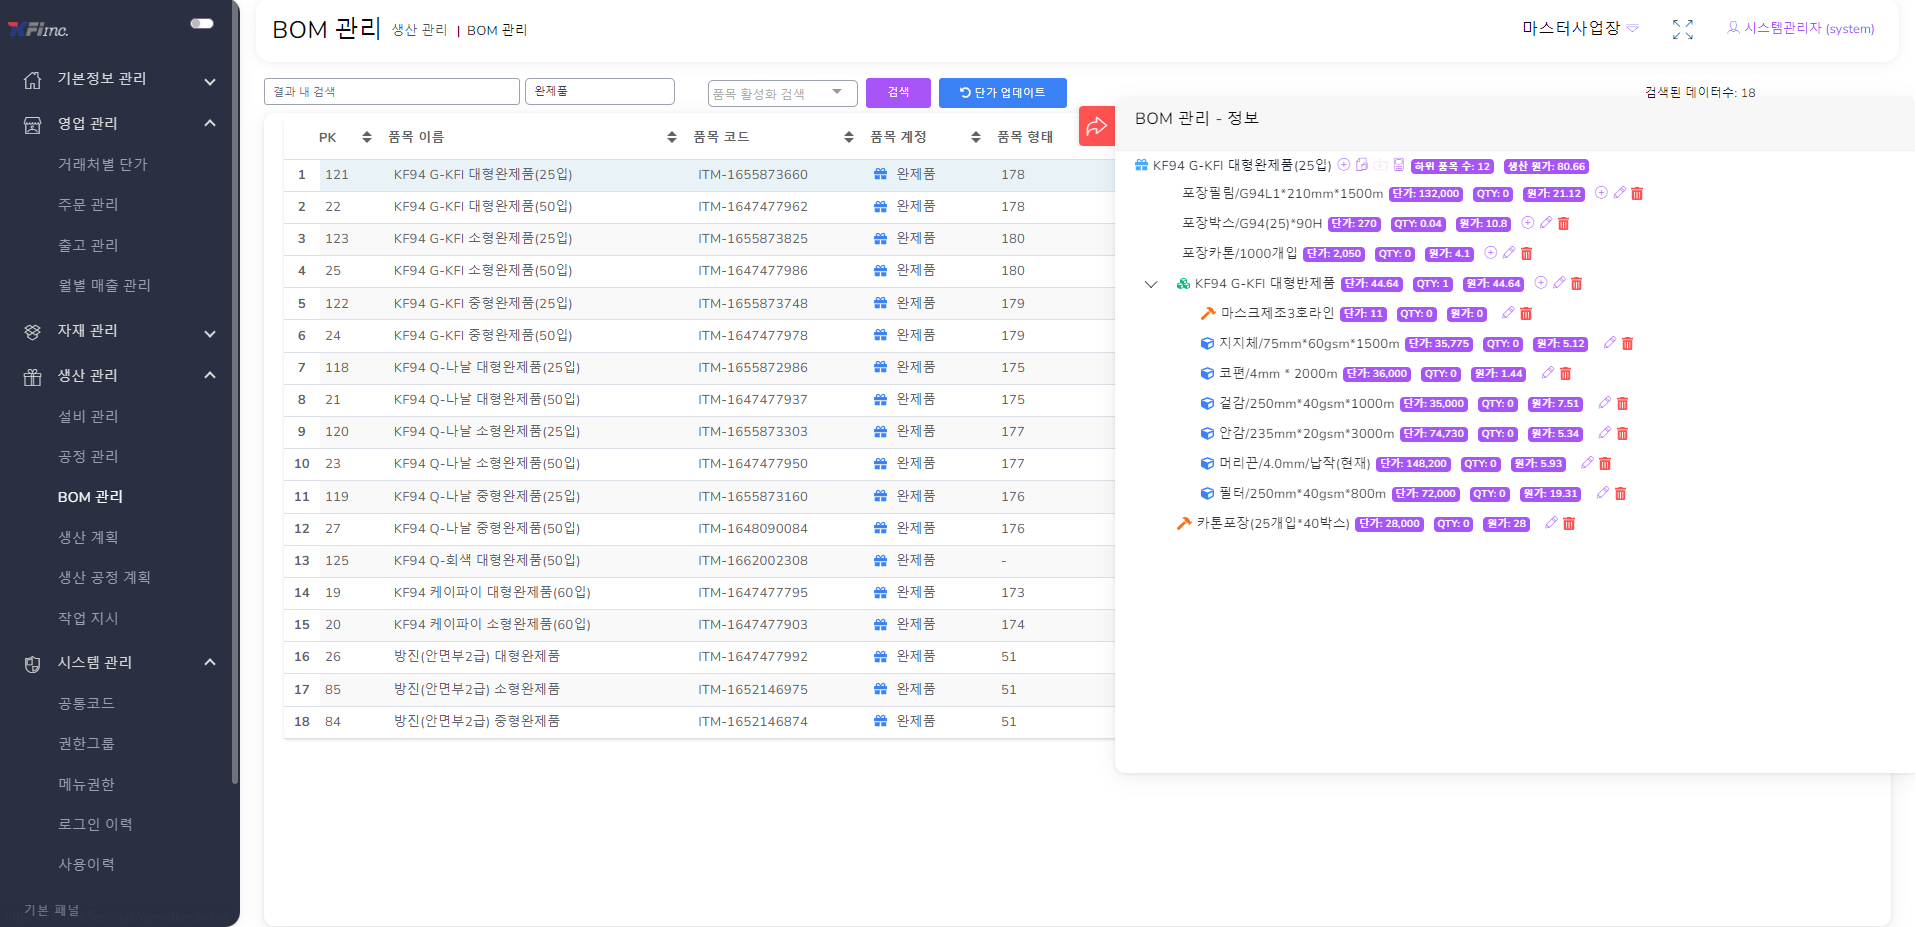 KFI inc.
기본정보 관리
영업 관리
거래처별 단가
주문 관리
출고 관리
월별 매출 관리
자재 관리
생산 관리
설비 관리
공정 관리
BOM 관리
생산 계획
생산 공정 계획
작업 지시
시스템 관리
공통코드
권한그룹
메뉴권한
로그인 이력
사용이력
기본 패널
BOM 관리 생산 관리 | BOM 관리
마스터사업장 시스템관리자 (system)
결과 내 검색 완제품 품목 활성화 검색 검색 단가 업데이트
검색된 데이터수: 18
PK 품목 이름 품목 코드 품목 계정 품목 형태
1 121 KF94 G-KFI 대형완제품(25입) ITM-1655873660 완제품 178
2 22 KF94 G-KFI 대형완제품(50입) ITM-1647477962 완제품 178
3 123 KF94 G-KFI 소형완제품(25입) ITM-1655873825 완제품 180
4 25 KF94 G-KFI 소형완제품(50입) ITM-1647477986 완제품 180
5 122 KF94 G-KFI 중형완제품(25입) ITM-1655873748 완제품 179
6 24 KF94 G-KFI 중형완제품(50입) ITM-1647477978 완제품 179
7 118 KF94 Q-나날 대형완제품(25입) ITM-1655872986 완제품 175
8 21 KF94 Q-나날 대형완제품(50입) ITM-1647477937 완제품 175
9 120 KF94 Q-나날 소형완제품(25입) ITM-1655873303 완제품 177
10 23 KF94 Q-나날 소형완제품(50입) ITM-1647477950 완제품 177
11 119 KF94 Q-나날 중형완제품(25입) ITM-1655873160 완제품 176
12 27 KF94 Q-나날 중형완제품(50입) ITM-1648090084 완제품 176
13 125 KF94 Q-회색 대형완제품(50입) ITM-1662002308 완제품 -
14 19 KF94 케이파이 대형완제품(60입) ITM-1647477795 완제품 173
15 20 KF94 케이파이 소형완제품(60입) ITM-1647477903 완제품 174
16 26 방진(안면부2급) 대형완제품 ITM-1647477992 완제품 51
17 85 방진(안면부2급) 소형완제품 ITM-1652146975 완제품 51
18 84 방진(안면부2급) 중형완제품 ITM-1652146874 완제품 51
BOM 관리 - 정보
KF94 G-KFI 대형완제품(25입) 하위 품목 수: 12 생산 원가: 80.66
포장필림/G94L1*210mm*1500m 단가: 132,000 QTY: 0 원가: 21.12
포장박스/G94(25)*90H 단가: 270 QTY: 0.04 원가: 10.8
포장카톤/1000개입 단가: 2,050 QTY: 0 원가: 4.1
KF94 G-KFI 대형반제품 단가: 44.64 QTY: 1 원가: 44.64
마스크제조3호라인 단가: 11 QTY: 0 원가: 0
지지체/75mm*60gsm*1500m 단가: 35,775 QTY: 0 원가: 5.12
코편/4mm * 2000m 단가: 36,000 QTY: 0 원가: 1.44
겉감/250mm*40gsm*1000m 단가: 35,000 QTY: 0 원가: 7.51
안감/235mm*20gsm*3000m 단가: 74,730 QTY: 0 원가: 5.34
머리끈/4.0mm/납작(현재) 단가: 148,200 QTY: 0 원가: 5.93
필터/250mm*40gsm*800m 단가: 72,000 QTY: 0 원가: 19.31
카톤포장(25개입*40박스) 단가: 28,000 QTY: 0 원가: 28